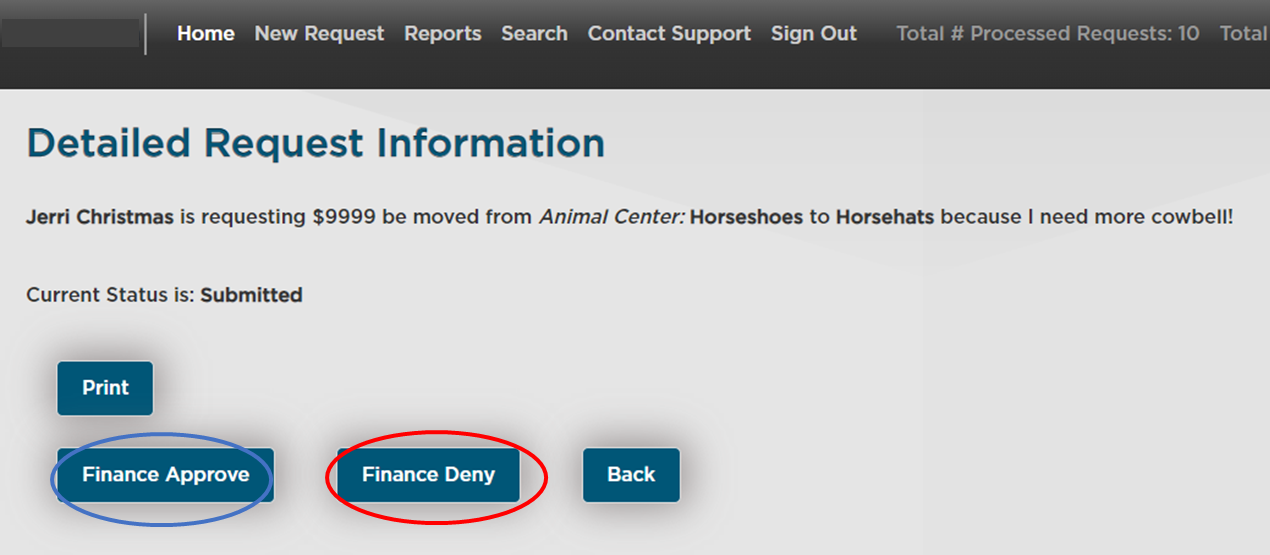 Home New Request Reports Search Contact Support Sign Out Total # Processed Requests: 10 Total
Detailed Request Information
Jerri Christmas is requesting $9999 be moved from Animal Center: Horseshoes to Horsehats because I need more cowbell!
Current Status is: Submitted
Print
Finance Approve Finance Deny Back